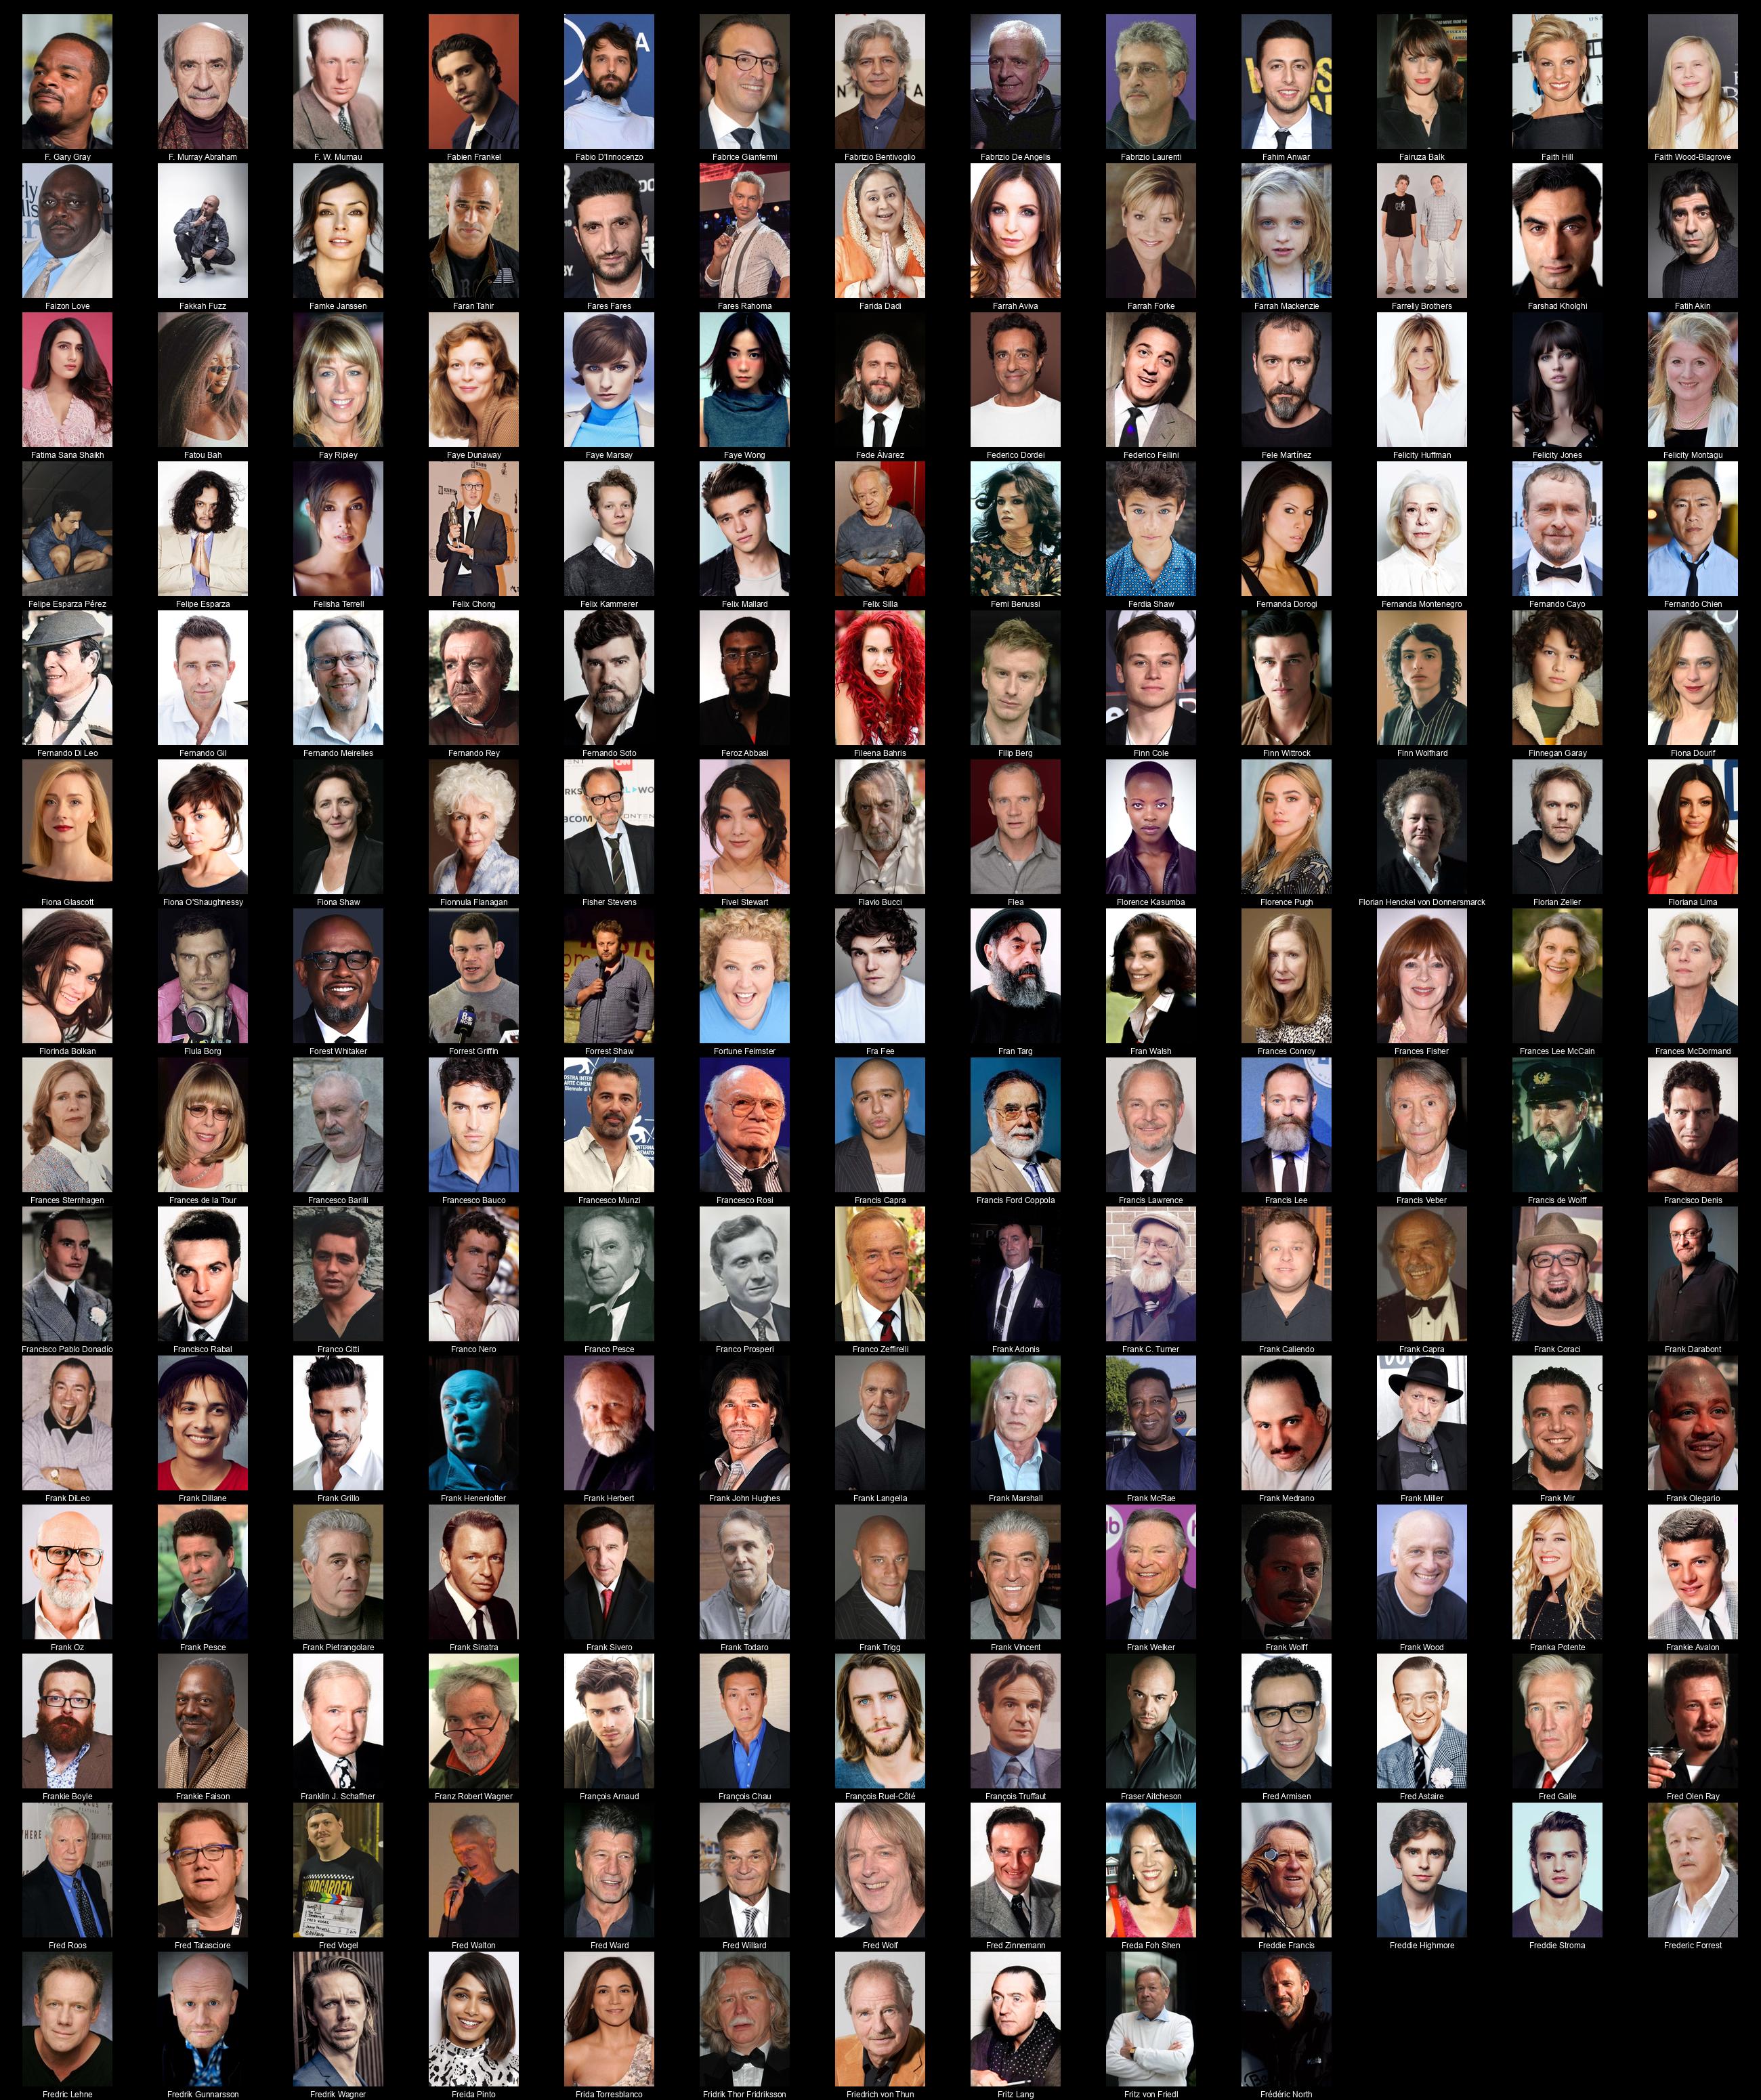 F. Gary Gray
F. Murray Abraham
F. W. Murnau
Fabien Frankel
Fabio D'Innocenzo
Fabrice Gianfermi
Fabrizio Bentivoglio
Fabrizio De Angelis
Fabrizio Laurenti
Fahim Anwar
Fairuza Balk
Faith Hill
Faith Wood-Blagrove
Faizon Love
Fakkah Fuzz
Famke Janssen
Faran Tahir
Fares Fares
Fares Rahoma
Farida Dadi
Farrah Aviva
Farrah Forke
Farrah Mackenzie
Farrelly Brothers
Farshad Kholghi
Fatih Akin
Fatima Sana Shaikh
Fatou Bah
Fay Ripley
Faye Dunaway
Faye Marsay
Faye Wong
Fede Álvarez
Federico Dordei
Federico Fellini
Fele Martínez
Felicity Huffman
Felicity Jones
Felicity Montagu
Felipe Esparza Pérez
Felipe Esparza
Felisha Terrell
Felix Chong
Felix Kammerer
Felix Mallard
Felix Silla
Femi Benussi
Ferdia Shaw
Fernanda Dorogi
Fernanda Montenegro
Fernando Cayo
Fernando Chien
Fernando Di Leo
Fernando Gil
Fernando Meirelles
Fernando Rey
Fernando Soto
Feroz Abbasi
Fileena Bahris
Filip Berg
Finn Cole
Finn Wittrock
Finn Wolfhard
Finnegan Garay
Fiona Dourif
Fiona Glascott
Fiona O'Shaughnessy
Fiona Shaw
Fionnula Flanagan
Fisher Stevens
Fivel Stewart
Flavio Bucci
Flea
Florence Kasumba
Florence Pugh
Florian Henckel von Donnersmarck
Florian Zeller
Floriana Lima
Florinda Bolkan
Flula Borg
Forest Whitaker
Forrest Griffin
Forrest Shaw
Fortune Feimster
Fra Fee
Fran Targ
Fran Walsh
Frances Conroy
Frances Fisher
Frances Lee McCain
Frances McDormand
Frances Sternhagen
Frances de la Tour
Francesco Barilli
Francesco Bauco
Francesco Munzi
Francesco Rosi
Francis Capra
Francis Ford Coppola
Francis Lawrence
Francis Lee
Francis Veber
Francis de Wolff
Francisco Denis
Francisco Pablo Donadío
Francisco Rabal
Franco Citti
Franco Nero
Franco Pesce
Franco Prosperi
Franco Zeffirelli
Frank Adonis
Frank C. Turner
Frank Caliendo
Frank Capra
Frank Coraci
Frank Darabont
Frank DiLeo
Frank Dillane
Frank Grillo
Frank Henenlotter
Frank Herbert
Frank John Hughes
Frank Langella
Frank Marshall
Frank McRae
Frank Medrano
Frank Miller
Frank Mir
Frank Olegario
Frank Oz
Frank Pesce
Frank Pietrangolare
Frank Sinatra
Frank Sivero
Frank Todaro
Frank Trigg
Frank Vincent
Frank Welker
Frank Wolff
Frank Wood
Franka Potente
Frankie Avalon
Frankie Boyle
Frankie Faison
Franklin J. Schaffner
Franz Robert Wagner
François Arnaud
François Chau
François Ruel-Côté
François Truffaut
Fraser Aitcheson
Fred Armisen
Fred Astaire
Fred Galle
Fred Olen Ray
Fred Roos
Fred Tatasciore
Fred Vogel
Fred Walton
Fred Ward
Fred Willard
Fred Wolf
Fred Zinnemann
Freda Foh Shen
Freddie Francis
Freddie Highmore
Freddie Stroma
Frederic Forrest
Fredric Lehne
Fredrik Gunnarsson
Fredrik Wagner
Freida Pinto
Frida Torresblanco
Fridrik Thor Fridriksson
Friedrich von Thun
Fritz Lang
Fritz von Friedl
Frédéric North